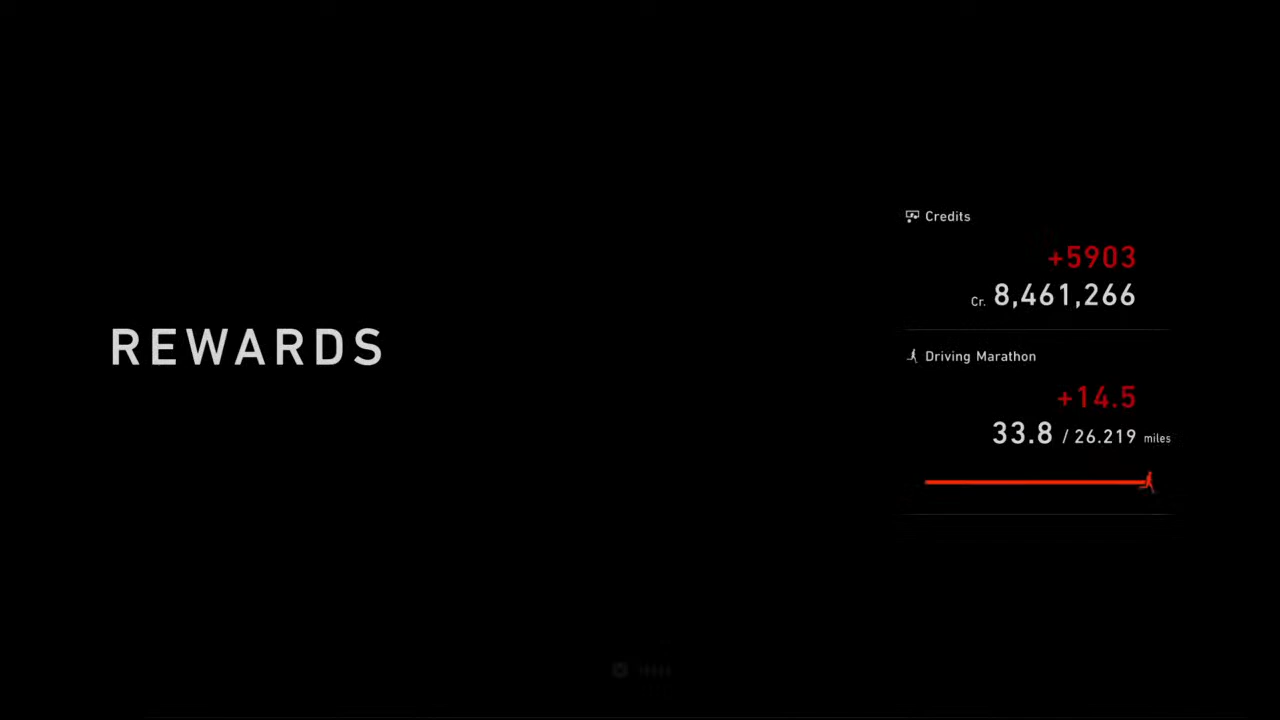 REWARDS
Credits
+5903
Cr. 8,461,266
Driving Marathon
+14.5
33.8 / 26.219 miles